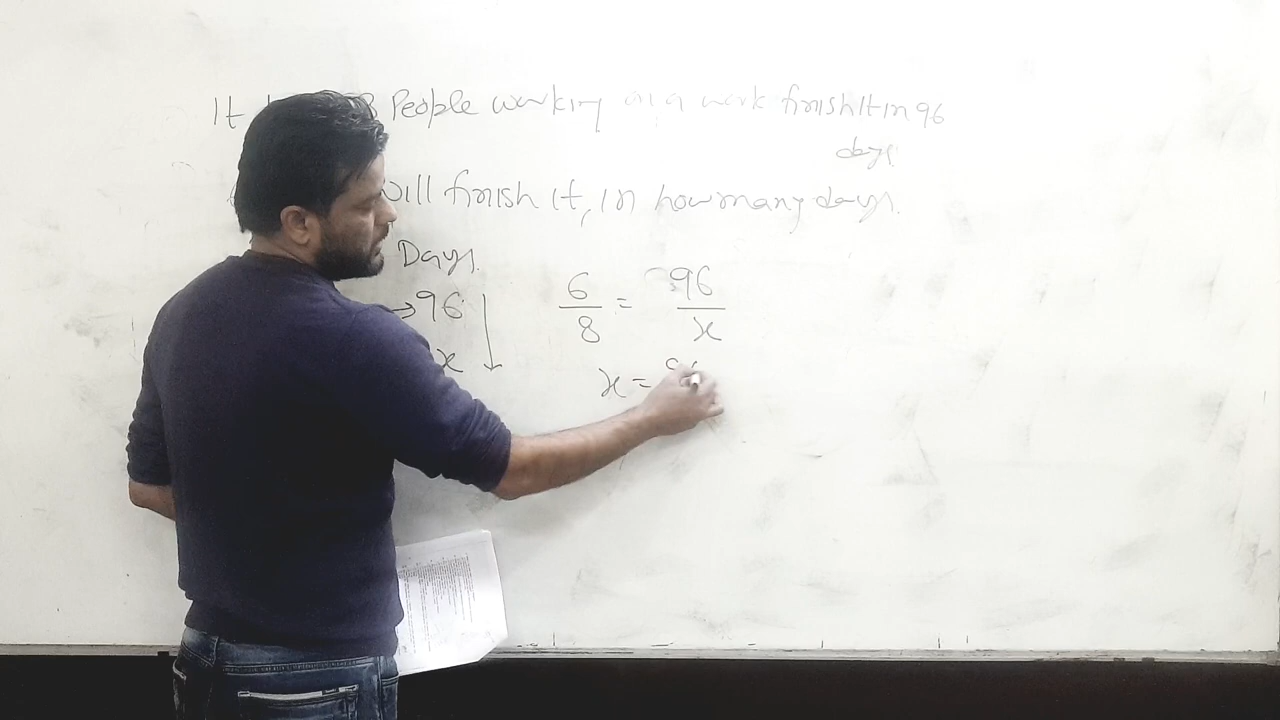 It 8 People working on a work finish it in 96
days
will finish it, in how many days.
Days.
→96
x
6/8 = 96/x
x = 96